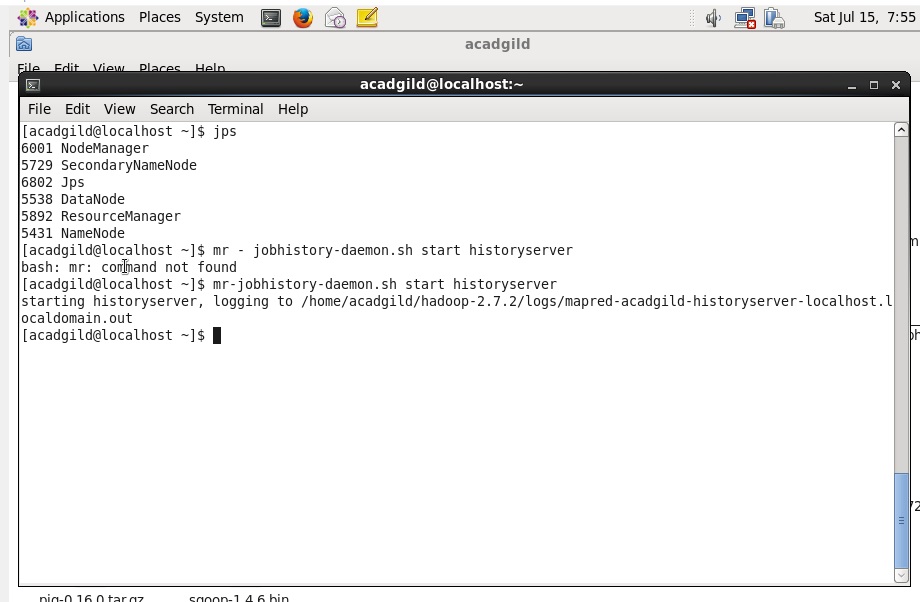 Applications Places System Sat Jul 15, 7:55
acadgild
File Edit View Places Help
acadgild@localhost:~
File Edit View Search Terminal Help
[acadgild@localhost ~]$ jps
6001 NodeManager
5729 SecondaryNameNode
6802 Jps
5538 DataNode
5892 ResourceManager
5431 NameNode
[acadgild@localhost ~]$ mr - jobhistory-daemon.sh start historyserver
bash: mr: command not found
[acadgild@localhost ~]$ mr-jobhistory-daemon.sh start historyserver
starting historyserver, logging to /home/acadgild/hadoop-2.7.2/logs/mapred-acadgild-historyserver-localhost.l
ocaldomain.out
[acadgild@localhost ~]$
pig-0.16.0.tar.gz sqoop-1.4.6.bin